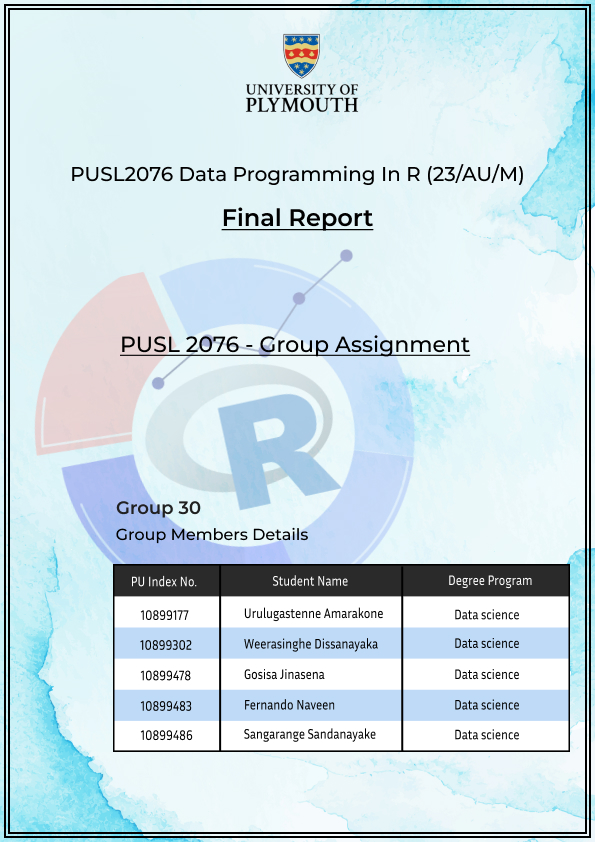 UNIVERSITY OF
PLYMOUTH
PUSL2076 Data Programming In R (23/AU/M)
Final Report
PUSL 2076 - Group Assignment
R
Group 30
Group Members Details
PU Index No. Student Name Degree Program
10899177 Urulugastenne Amarakone Data science
10899302 Weerasinghe Dissanayaka Data science
10899478 Gosisa Jinasena Data science
10899483 Fernando Naveen Data science
10899486 Sangarange Sandanayake Data science